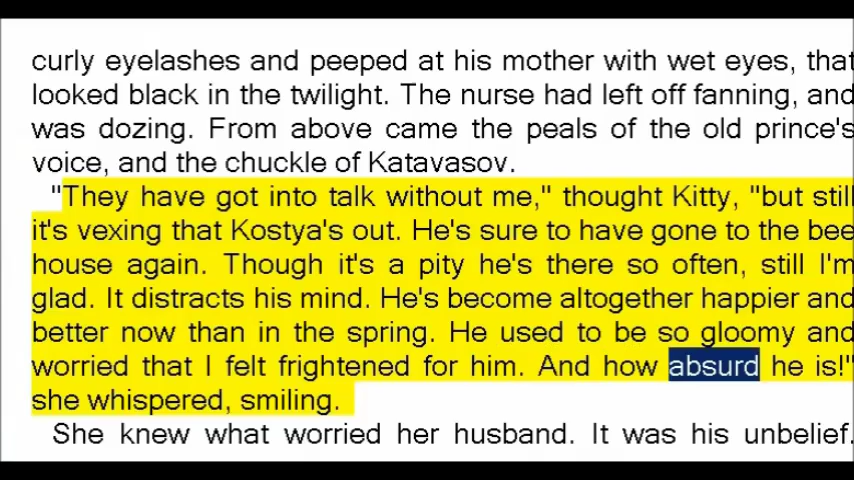 curly eyelashes and peeped at his mother with wet eyes, that
looked black in the twilight. The nurse had left off fanning, and
was dozing. From above came the peals of the old prince's
voice, and the chuckle of Katavasov.
"They have got into talk without me," thought Kitty, "but still
it's vexing that Kostya's out. He's sure to have gone to the bee
house again. Though it's a pity he's there so often, still I'm
glad. It distracts his mind. He's become altogether happier and
better now than in the spring. He used to be so gloomy and
worried that I felt frightened for him. And how absurd he is!"
she whispered, smiling.
She knew what worried her husband. It was his unbelief.